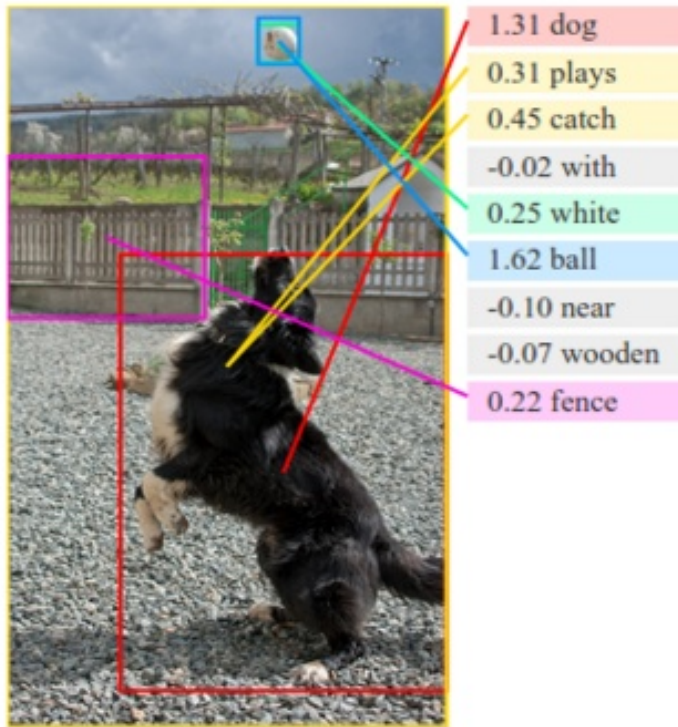 1.31 dog
0.31 plays
0.45 catch
-0.02 with
0.25 white
1.62 ball
-0.10 near
-0.07 wooden
0.22 fence